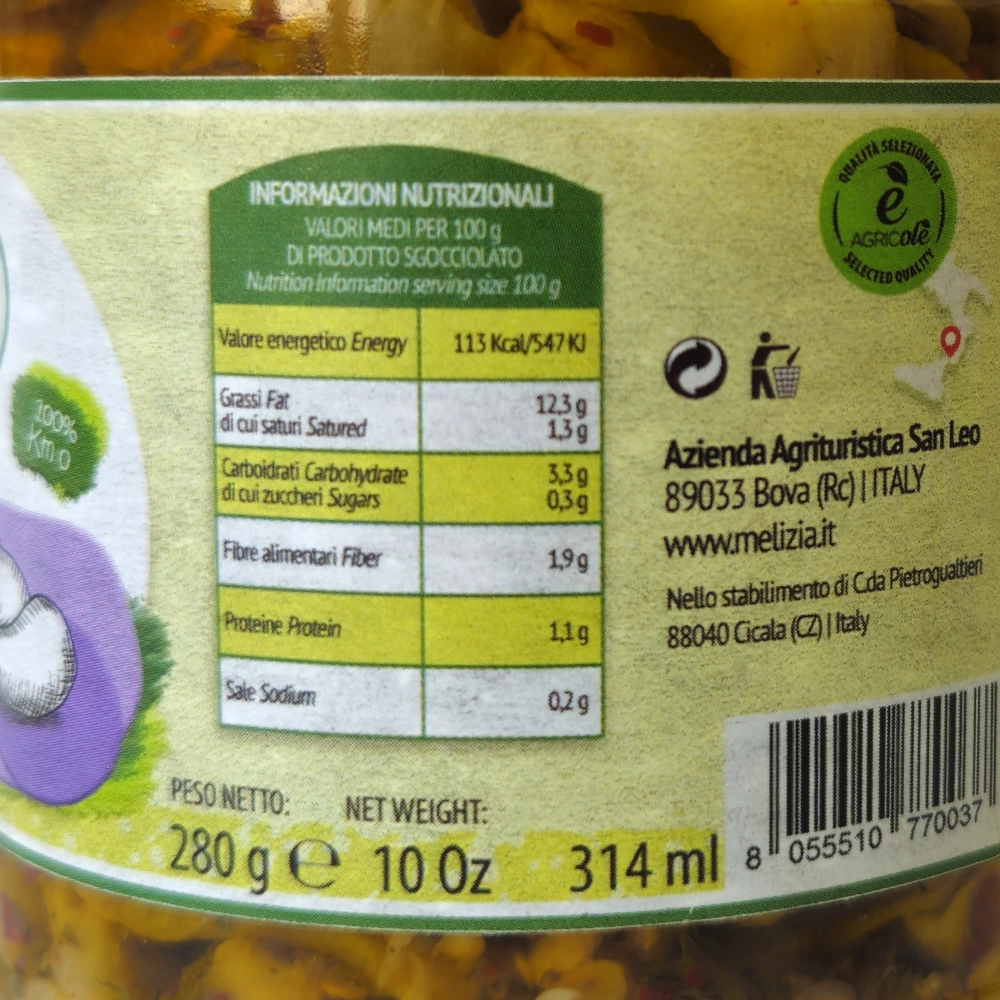 INFORMAZIONI NUTRIZIONALI
VALORI MEDI PER 100 g
DI PRODOTTO SGOCCIOLATO
Nutrition Information serving size 100 g
Valore energetico Energy 113 Kcal/547 KJ
Grassi Fat 12,3 g
di cui saturi Satured 1,3 g
Carboidrati Carbohydrate 3,3 g
di cui zuccheri Sugars 0,3 g
Fibre alimentari Fiber 1,9 g
Proteine Protein 1,1 g
Sale Sodium 0,2 g
PESO NETTO: NET WEIGHT:
280 g ℮ 10 Oz 314 ml
100%
Km 0
QUALITÀ SELEZIONATA
è
AGRICOlè
SELECTED QUALITY
Azienda Agrituristica San Leo
89033 Bova (Rc) | ITALY
www.melizia.it
Nello stabilimento di C.da Pietrogualtieri
88040 Cicala (CZ) | Italy
8 055510 770037